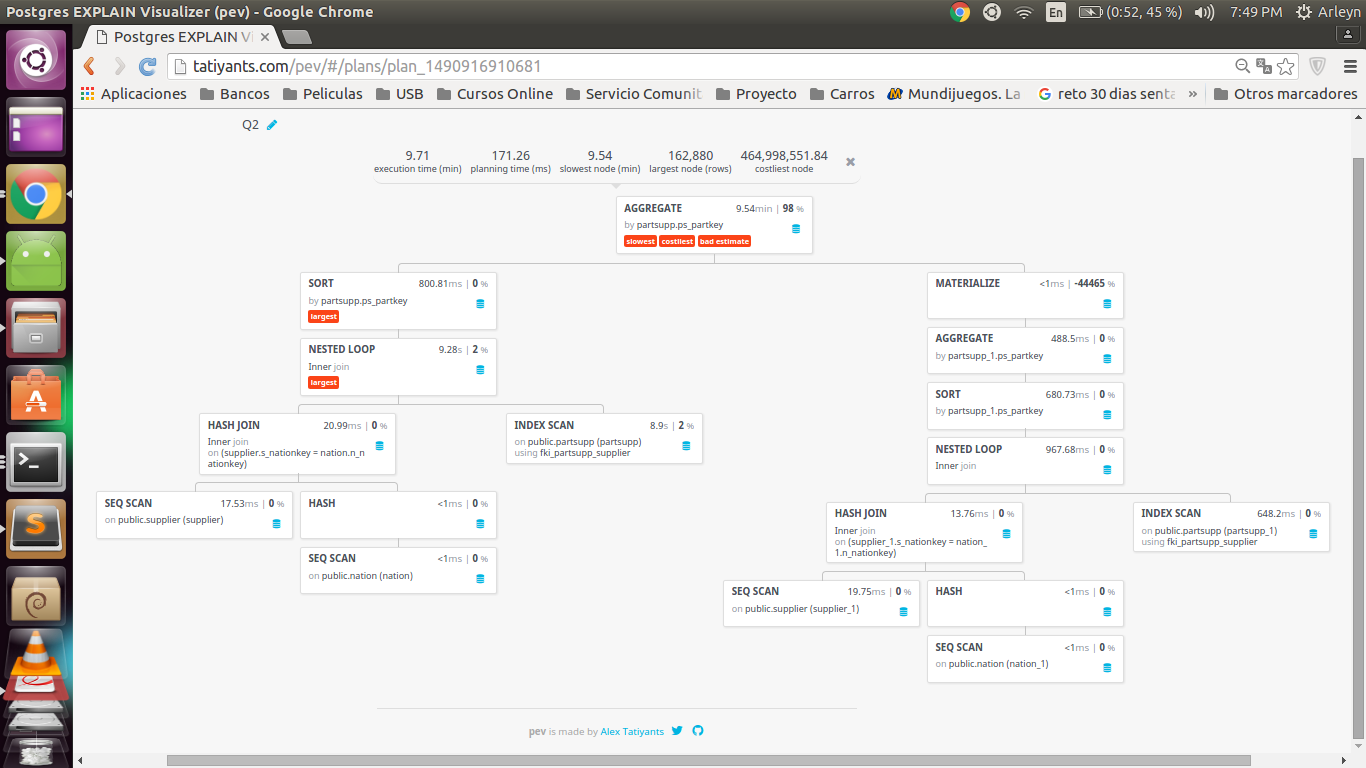 Postgres EXPLAIN Visualizer (pev) - Google Chrome
En
(0:52, 45 %)
7:49 PM
Arleyn
Postgres EXPLAIN V
tatiyants.com/pev/#/plans/plan_1490916910681
Aplicaciones
Bancos
Peliculas
USB
Cursos Online
Servicio Comunit
Proyecto
Carros
Mundijuegos. La
reto 30 dias senta
»
Otros marcadores
Q2
9.71
execution time (min)
171.26
planning time (ms)
9.54
slowest node (min)
162,880
largest node (rows)
464,998,551.84
costliest node
AGGREGATE 9.54min | 98 %
by partsupp.ps_partkey
slowest costliest bad estimate
SORT 800.81ms | 0 %
by partsupp.ps_partkey
largest
MATERIALIZE <1ms | -44465 %
NESTED LOOP 9.28s | 2 %
Inner join
largest
AGGREGATE 488.5ms | 0 %
by partsupp_1.ps_partkey
SORT 680.73ms | 0 %
by partsupp_1.ps_partkey
HASH JOIN 20.99ms | 0 %
Inner join
on (supplier.s_nationkey = nation.n_n
ationkey)
INDEX SCAN 8.9s | 2 %
on public.partsupp (partsupp)
using fki_partsupp_supplier
NESTED LOOP 967.68ms | 0 %
Inner join
SEQ SCAN 17.53ms | 0 %
on public.supplier (supplier)
HASH <1ms | 0 %
HASH JOIN 13.76ms | 0 %
Inner join
on (supplier_1.s_nationkey = nation_
1.n_nationkey)
INDEX SCAN 648.2ms | 0 %
on public.partsupp (partsupp_1)
using fki_partsupp_supplier
SEQ SCAN <1ms | 0 %
on public.nation (nation)
SEQ SCAN 19.75ms | 0 %
on public.supplier (supplier_1)
HASH <1ms | 0 %
SEQ SCAN <1ms | 0 %
on public.nation (nation_1)
pev is made by Alex Tatiyants